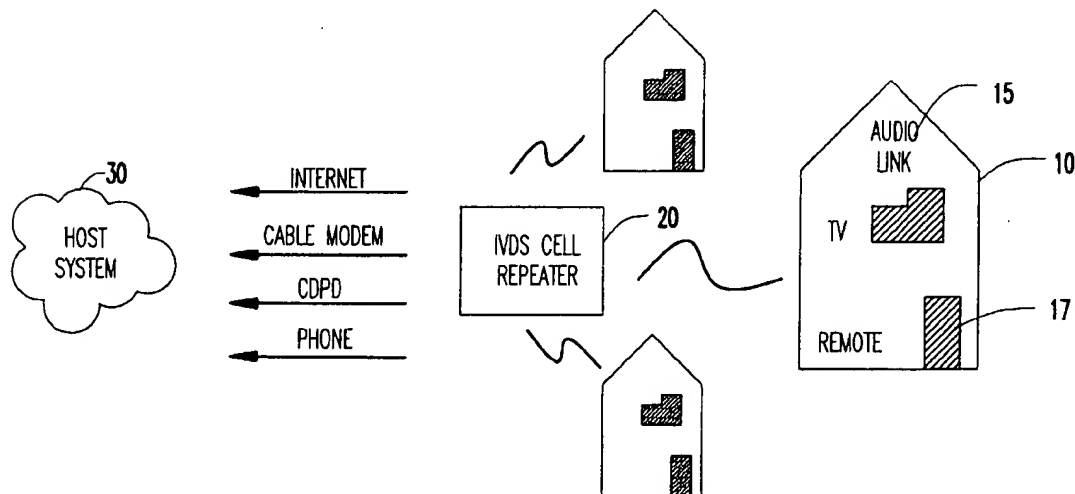 30
HOST
SYSTEM
INTERNET
CABLE MODEM
CDPD
PHONE
20
IVDS CELL
REPEATER
15
AUDIO
LINK
10
TV
17
REMOTE